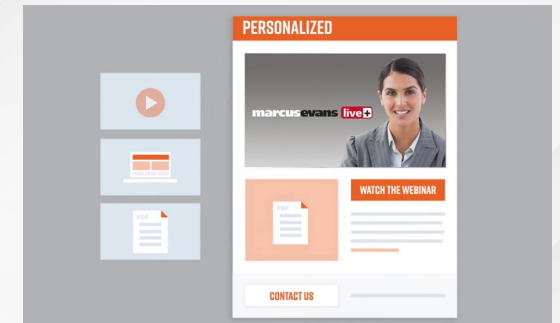 PERSONALIZED
marcusevans live+
WATCH THE WEBINAR
PDF
PDF
CONTACT US